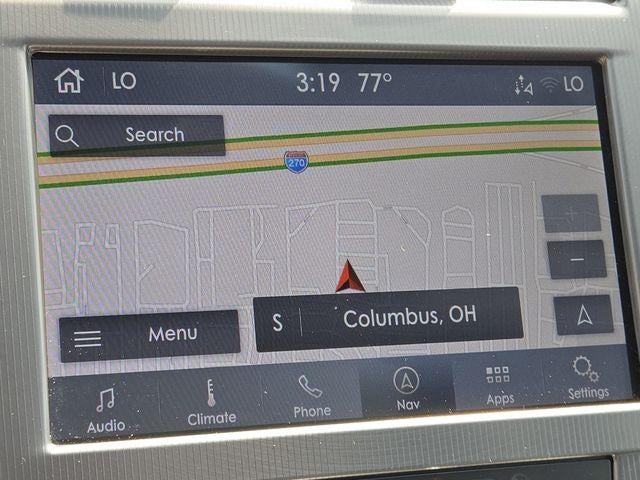 LO 3:19 77° LO
Search
270
S Columbus, OH
Menu
Audio Climate Phone Nav Apps Settings